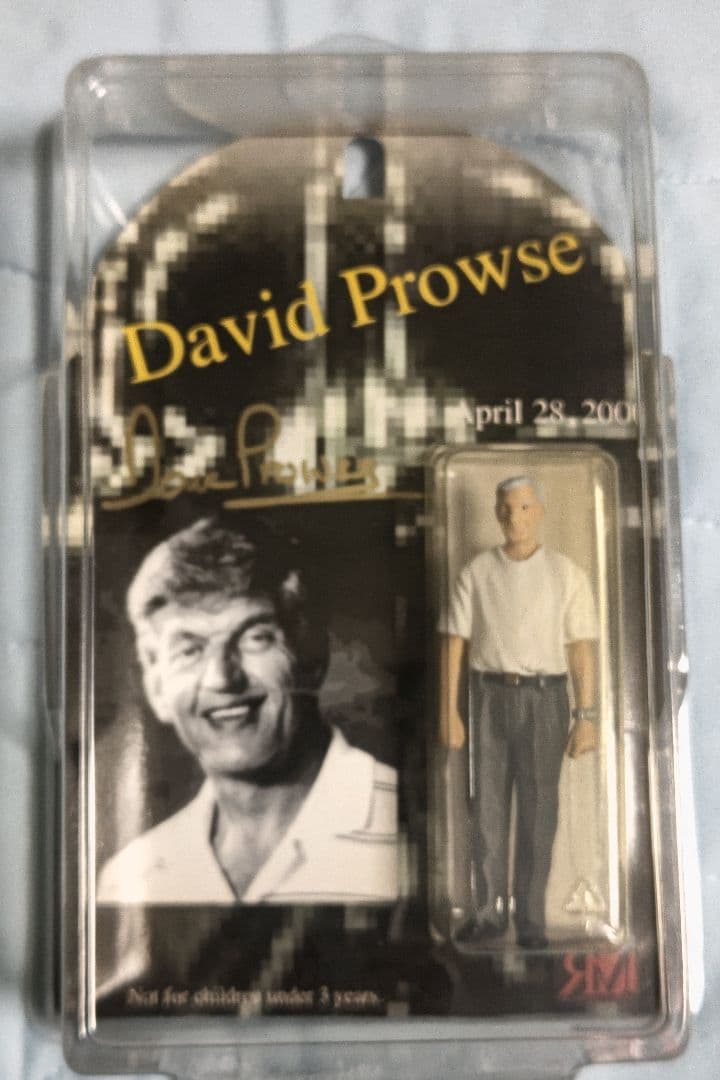 David Prowse
April 28, 200
Dave Prowse
Not for children under 3 years.